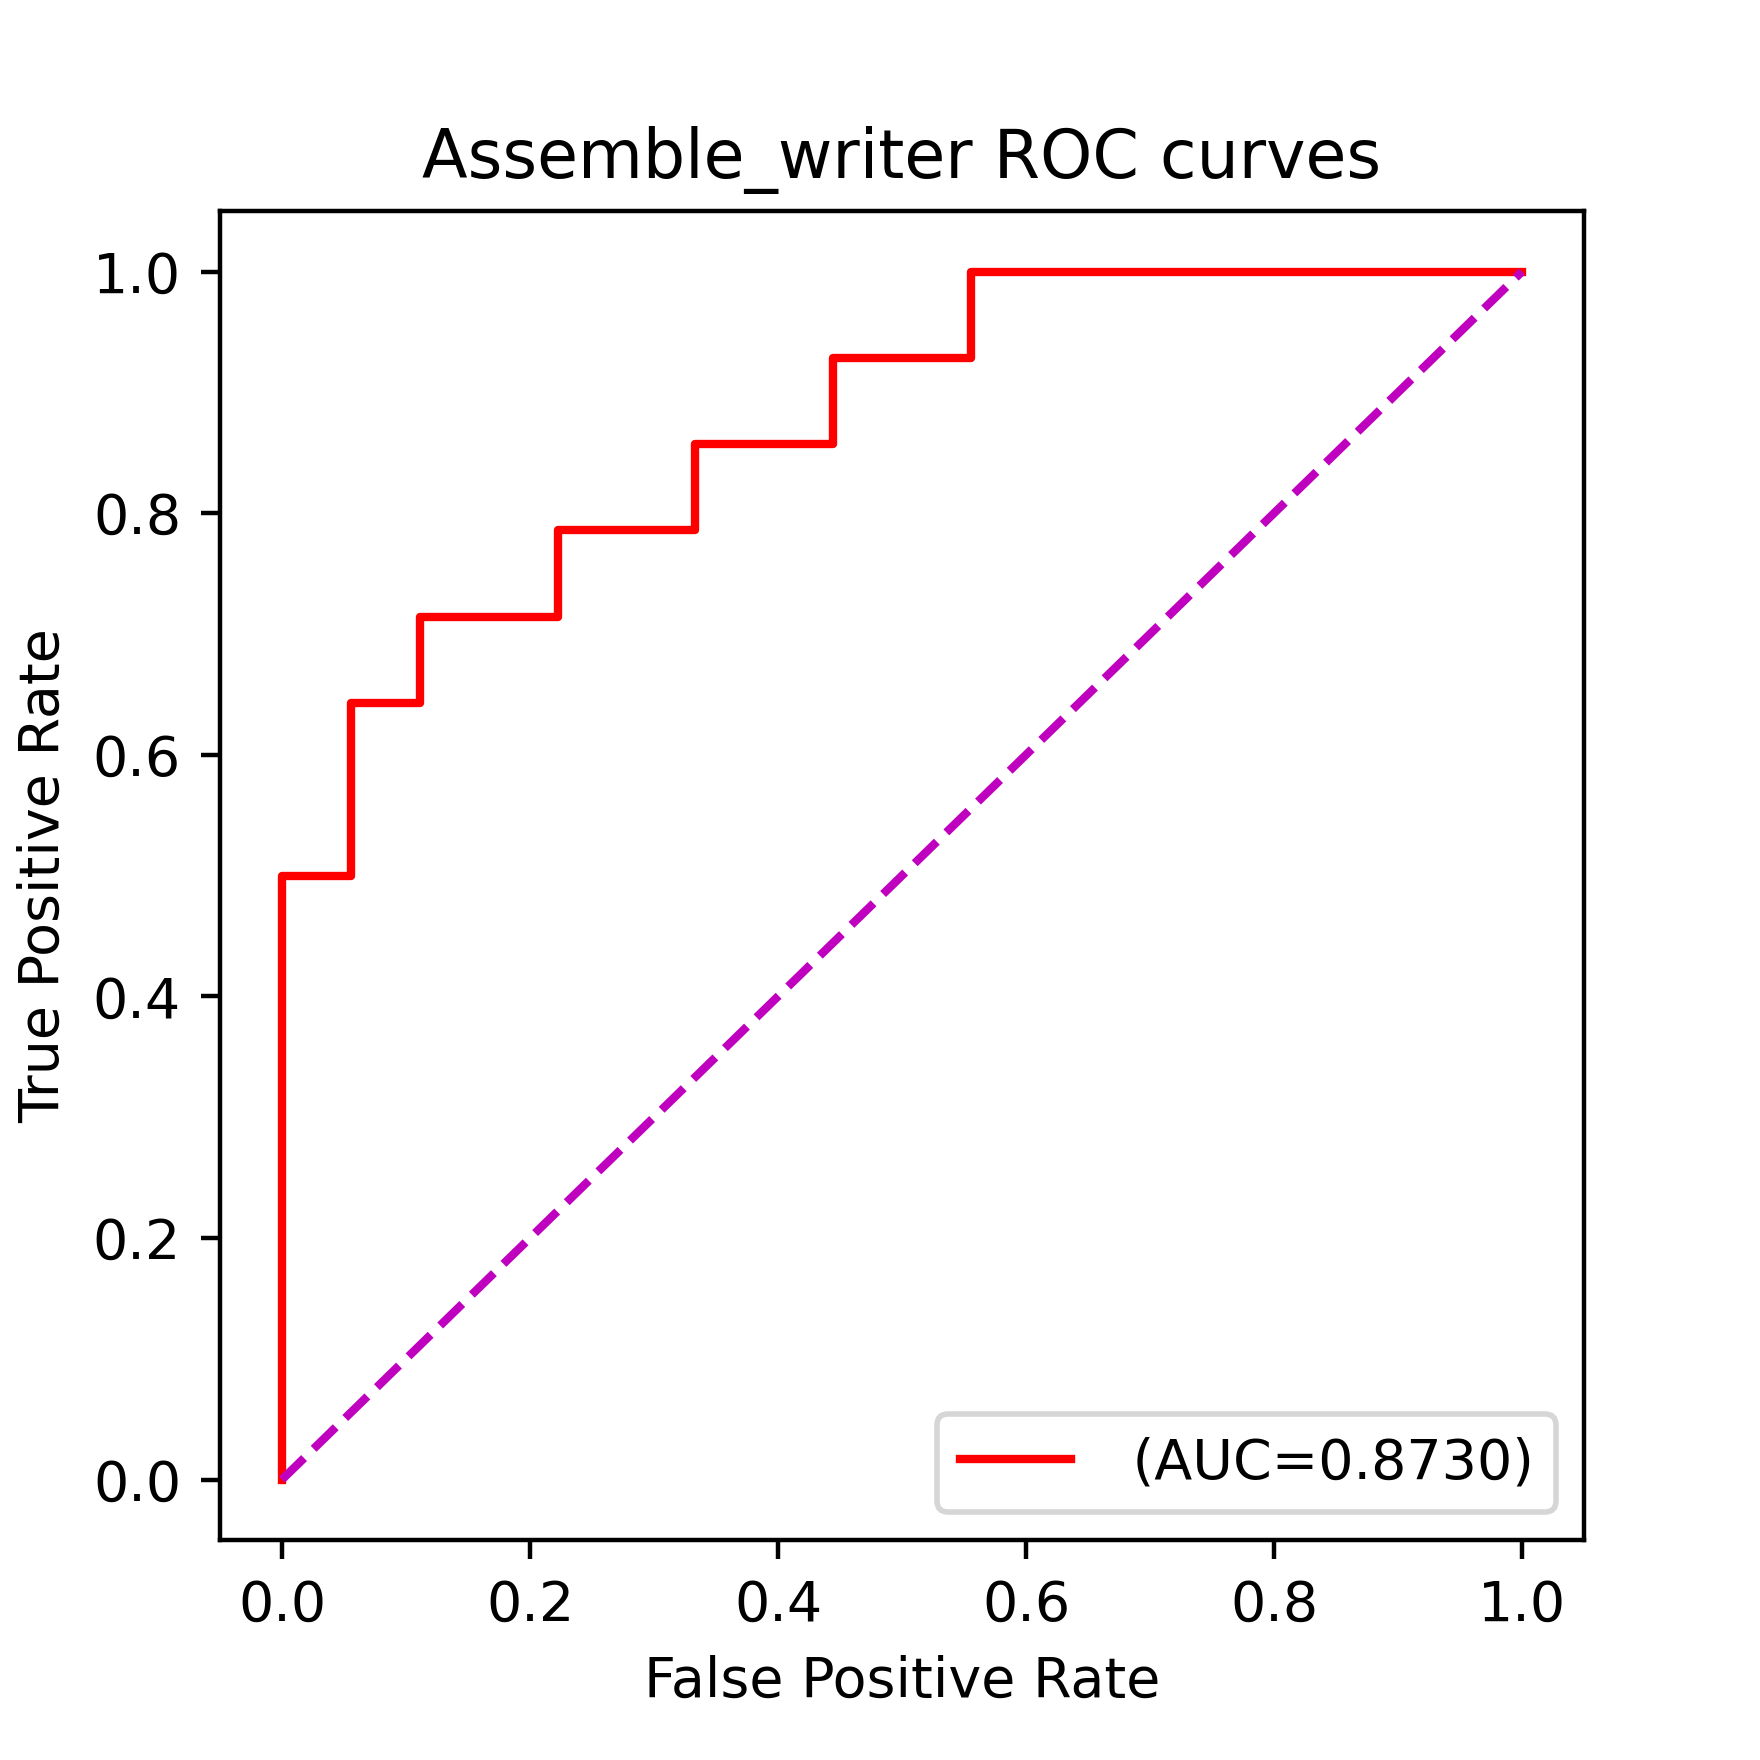 Assemble_writer ROC curves
1.0
0.8
0.6
0.4
0.2
0.0
True Positive Rate
(AUC=0.8730)
0.0 0.2 0.4 0.6 0.8 1.0
False Positive Rate